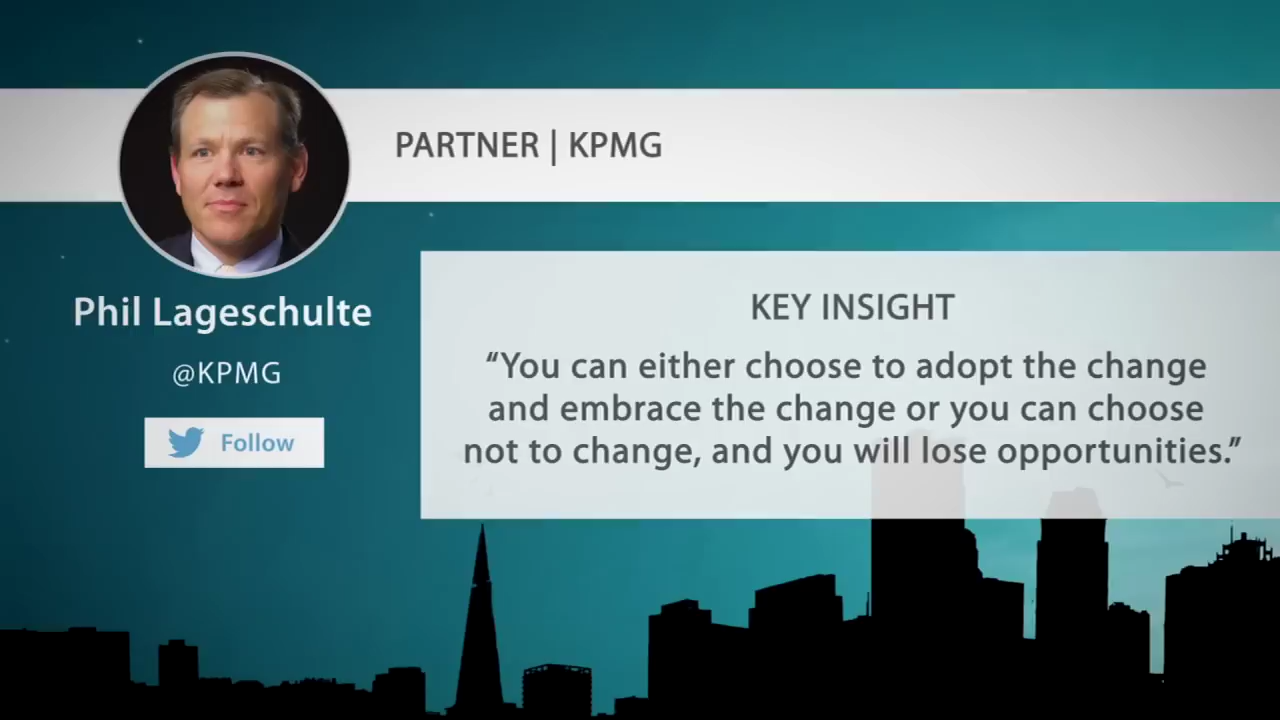 PARTNER | KPMG
Phil Lageschulte
@KPMG
Follow
KEY INSIGHT
“You can either choose to adopt the change
and embrace the change or you can choose
not to change, and you will lose opportunities.”